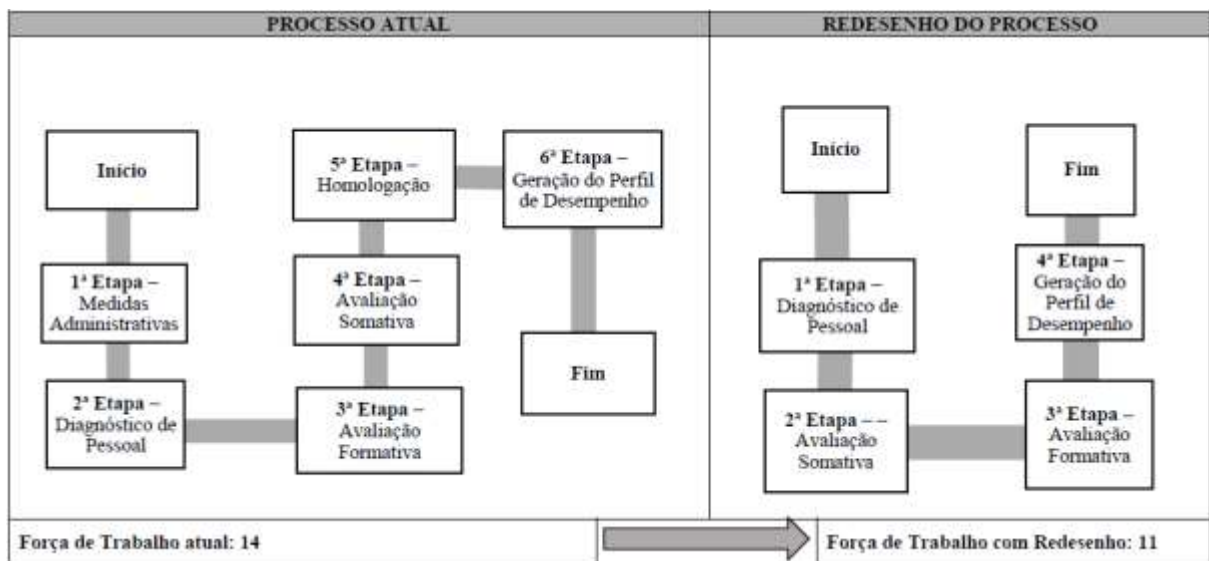 PROCESSO ATUAL
REDESENHO DO PROCESSO
Início
1ª Etapa –
Medidas
Administrativas
2ª Etapa –
Diagnóstico de
Pessoal
3ª Etapa –
Avaliação
Formativa
4ª Etapa –
Avaliação
Somativa
5ª Etapa –
Homologação
6ª Etapa –
Geração do Perfil
de Desempenho
Fim
Início
1ª Etapa –
Diagnóstico de
Pessoal
2ª Etapa – –
Avaliação
Somativa
3ª Etapa –
Avaliação
Formativa
4ª Etapa –
Geração do
Perfil de
Desempenho
Fim
Força de Trabalho atual: 14
Força de Trabalho com Redesenho: 11